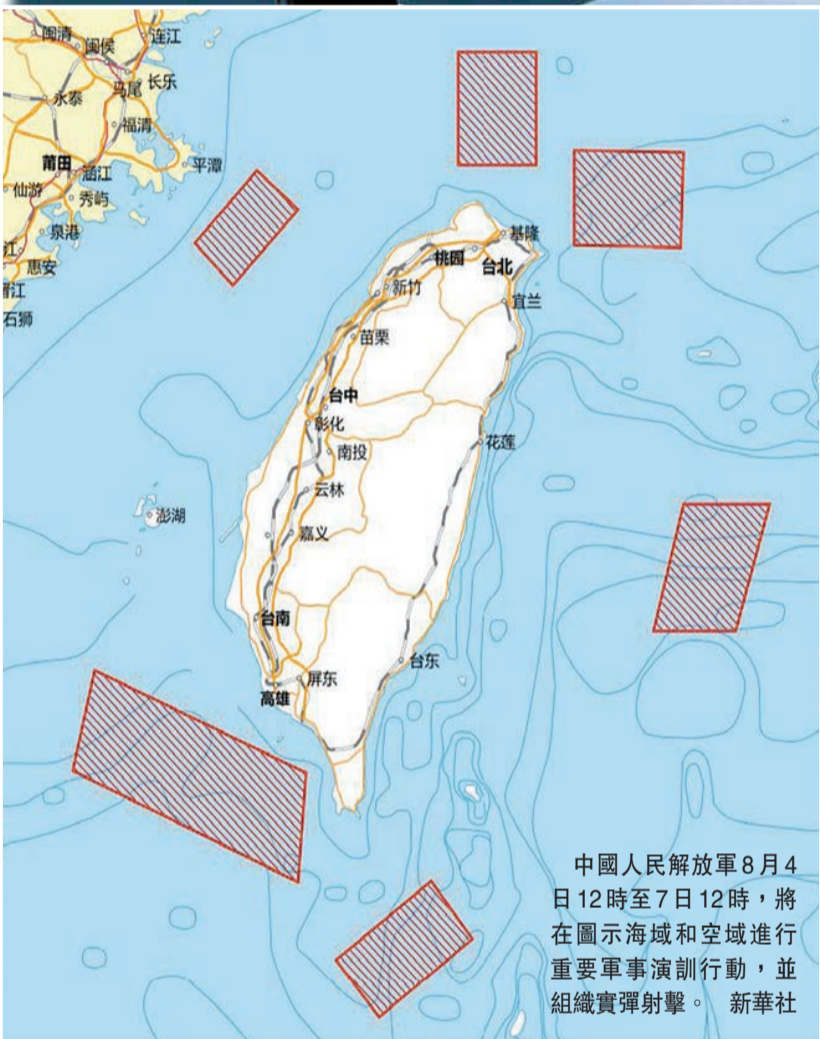 闽清
闽侯
连江
马尾
长乐
永泰
福清
莆田
涵江
平潭
仙游
秀屿
泉港
江
惠安
晋江
石狮
基隆
桃园
台北
新竹
宜兰
苗栗
台中
彰化
南投
花莲
云林
澎湖
嘉义
台南
台东
屏东
高雄
中國人民解放軍8月4
日12時至7日12時，將
在圖示海域和空域進行
重要軍事演訓行動，並
組織實彈射擊。 新華社